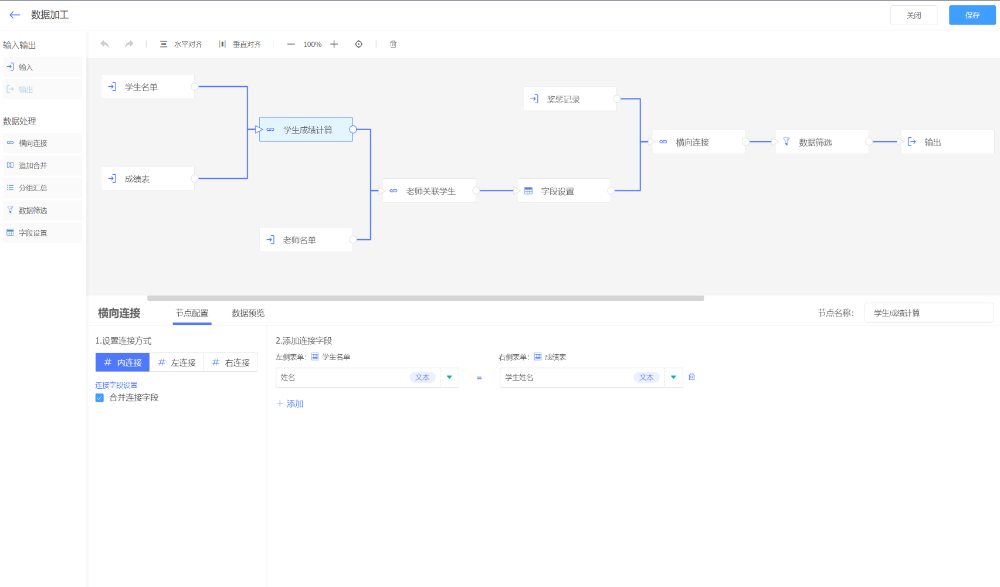 数据加工
关闭
保存
输入输出
输入
输出
数据处理
横向连接
追加合并
分组汇总
数据筛选
字段设置
水平对齐
垂直对齐
100%
学生名单
奖惩记录
学生成绩计算
横向连接
数据筛选
输出
成绩表
老师关联学生
字段设置
老师名单
横向连接
节点配置
数据预览
节点名称：
学生成绩计算
1.设置连接方式
内连接
左连接
右连接
连接字段设置
合并连接字段
2.添加连接字段
左侧表单： 学生名单
右侧表单： 成绩表
姓名
文本
=
学生姓名
文本
添加